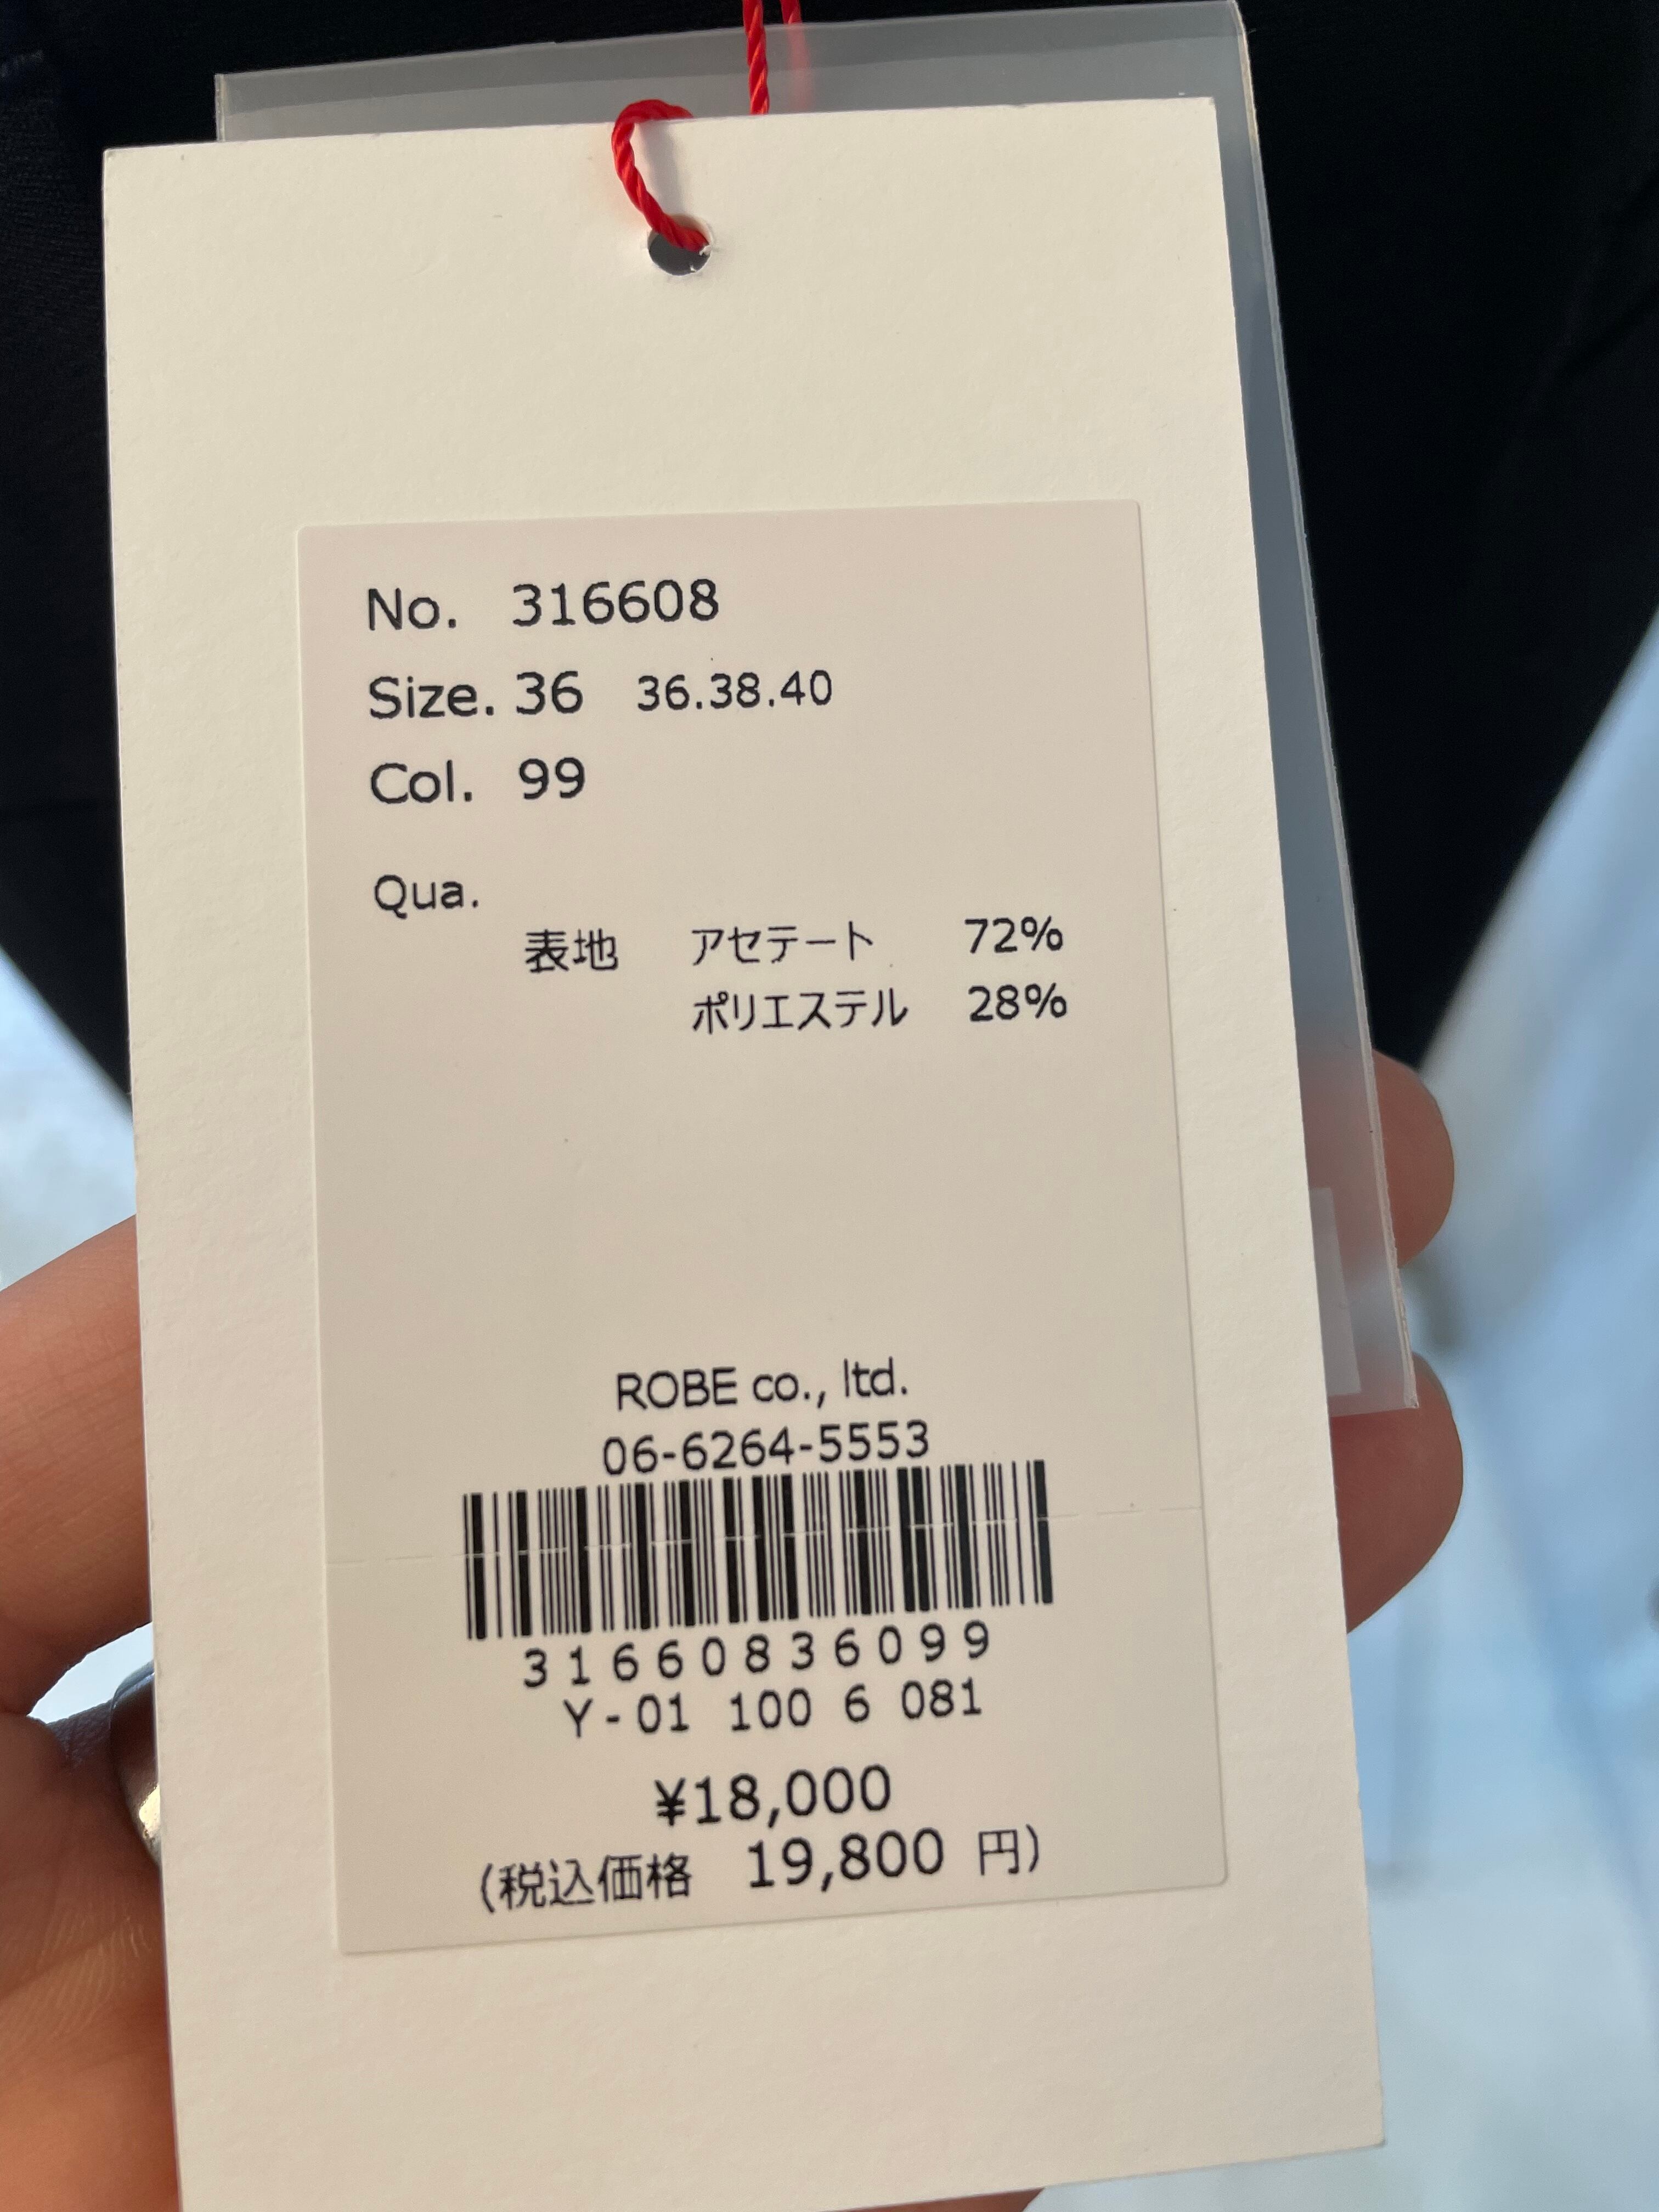 No. 316608
Size. 36 36.38.40
Col. 99
Qua.
表地 アセテート 72%
ポリエステル 28%
ROBE co., ltd.
06-6264-5553
31660836099
Y-01 100 6 081
¥18,000
(税込価格 19,800 円)